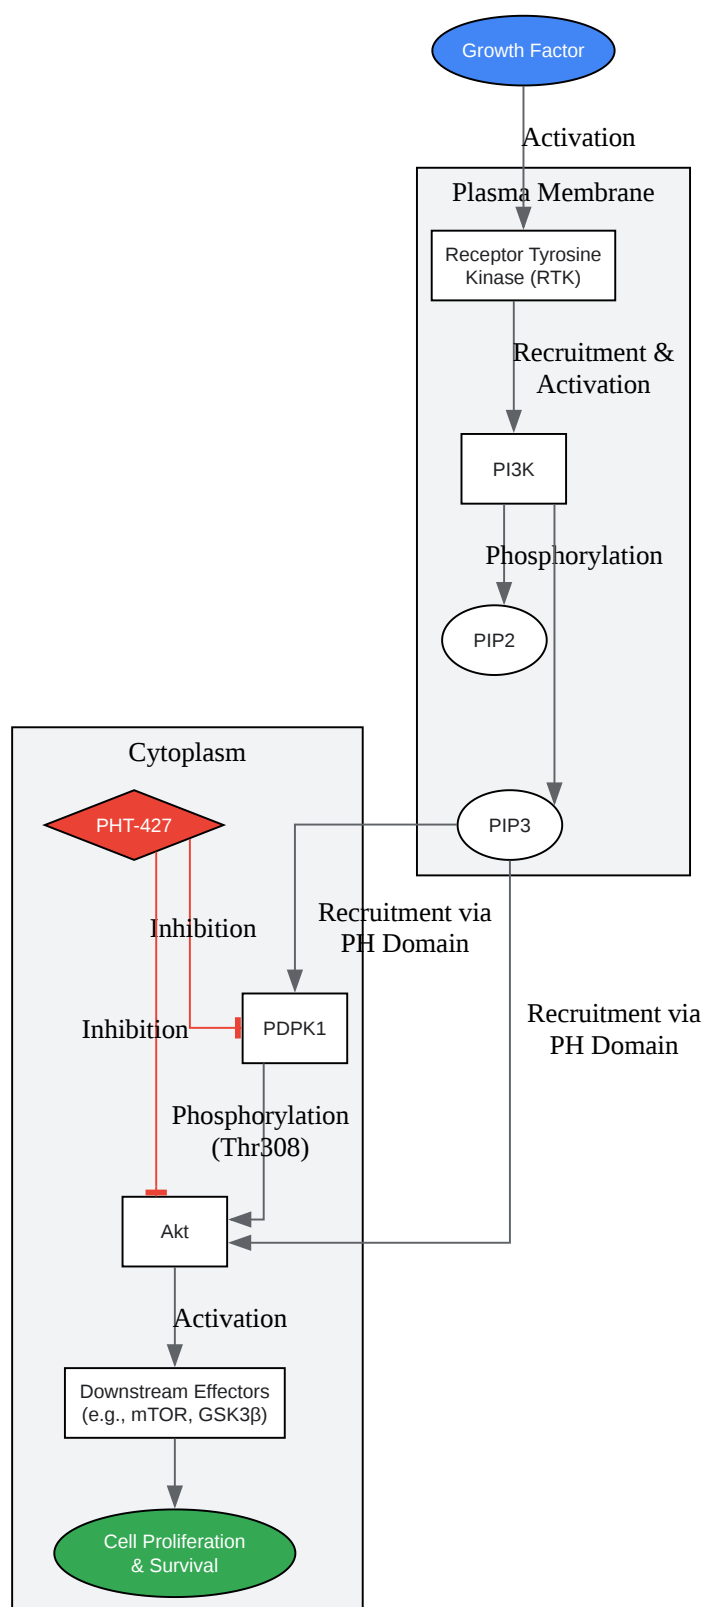 Growth Factor
Activation
Plasma Membrane
Receptor Tyrosine
Kinase (RTK)
Recruitment &
Activation
PI3K
Phosphorylation
PIP2
Cytoplasm
PHT-427
PIP3
Inhibition
Recruitment via
PH Domain
Inhibition
PDPK1
Recruitment via
PH Domain
Phosphorylation
(Thr308)
Akt
Activation
Downstream Effectors
(e.g., mTOR, GSK3β)
Cell Proliferation
& Survival